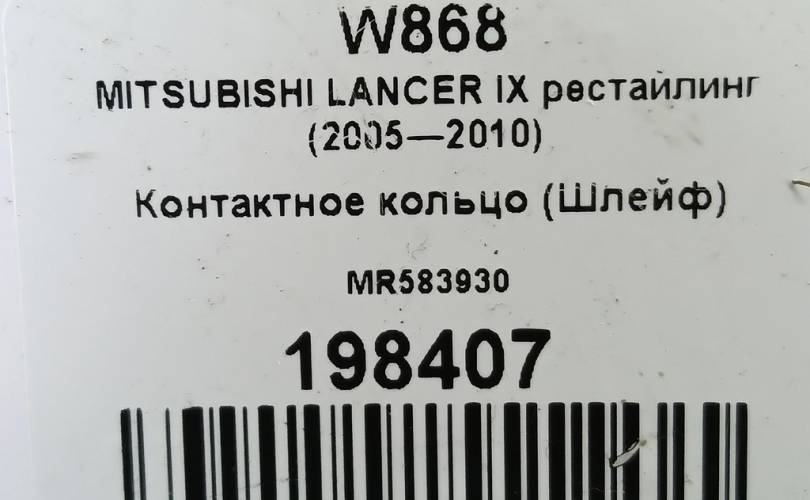 W868
MITSUBISHI LANCER IX рестайлинг
(2005—2010)
Контактное кольцо (Шлейф)
MR583930
198407